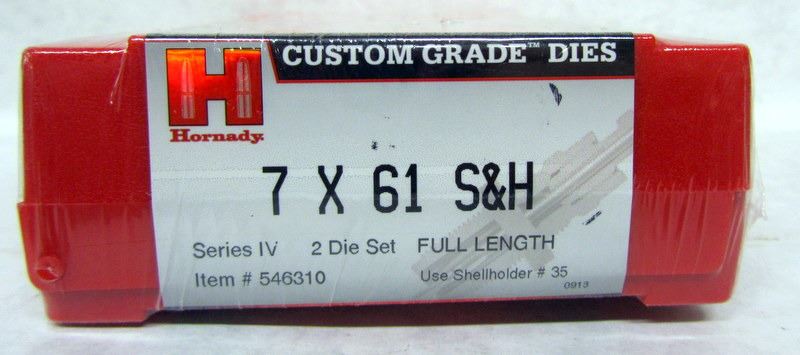 CUSTOM GRADE™ DIES
H
Hornady
7 X 61 S&H
Series IV 2 Die Set FULL LENGTH
Item # 546310 Use Shellholder # 35
0913